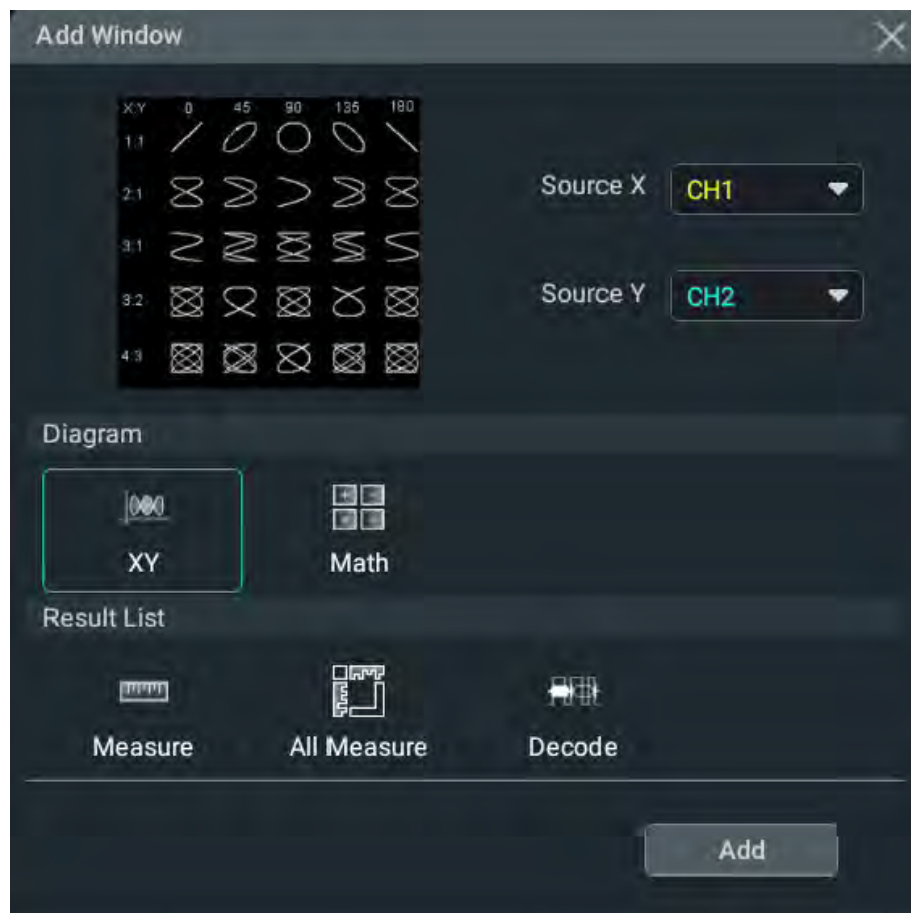 Add Window
X:Y 0 45 90 135 180
1:1
2:1
3:1
3:2
4:3
Source X CH1
Source Y CH2
Diagram
XY Math
Result List
Measure All Measure Decode
Add